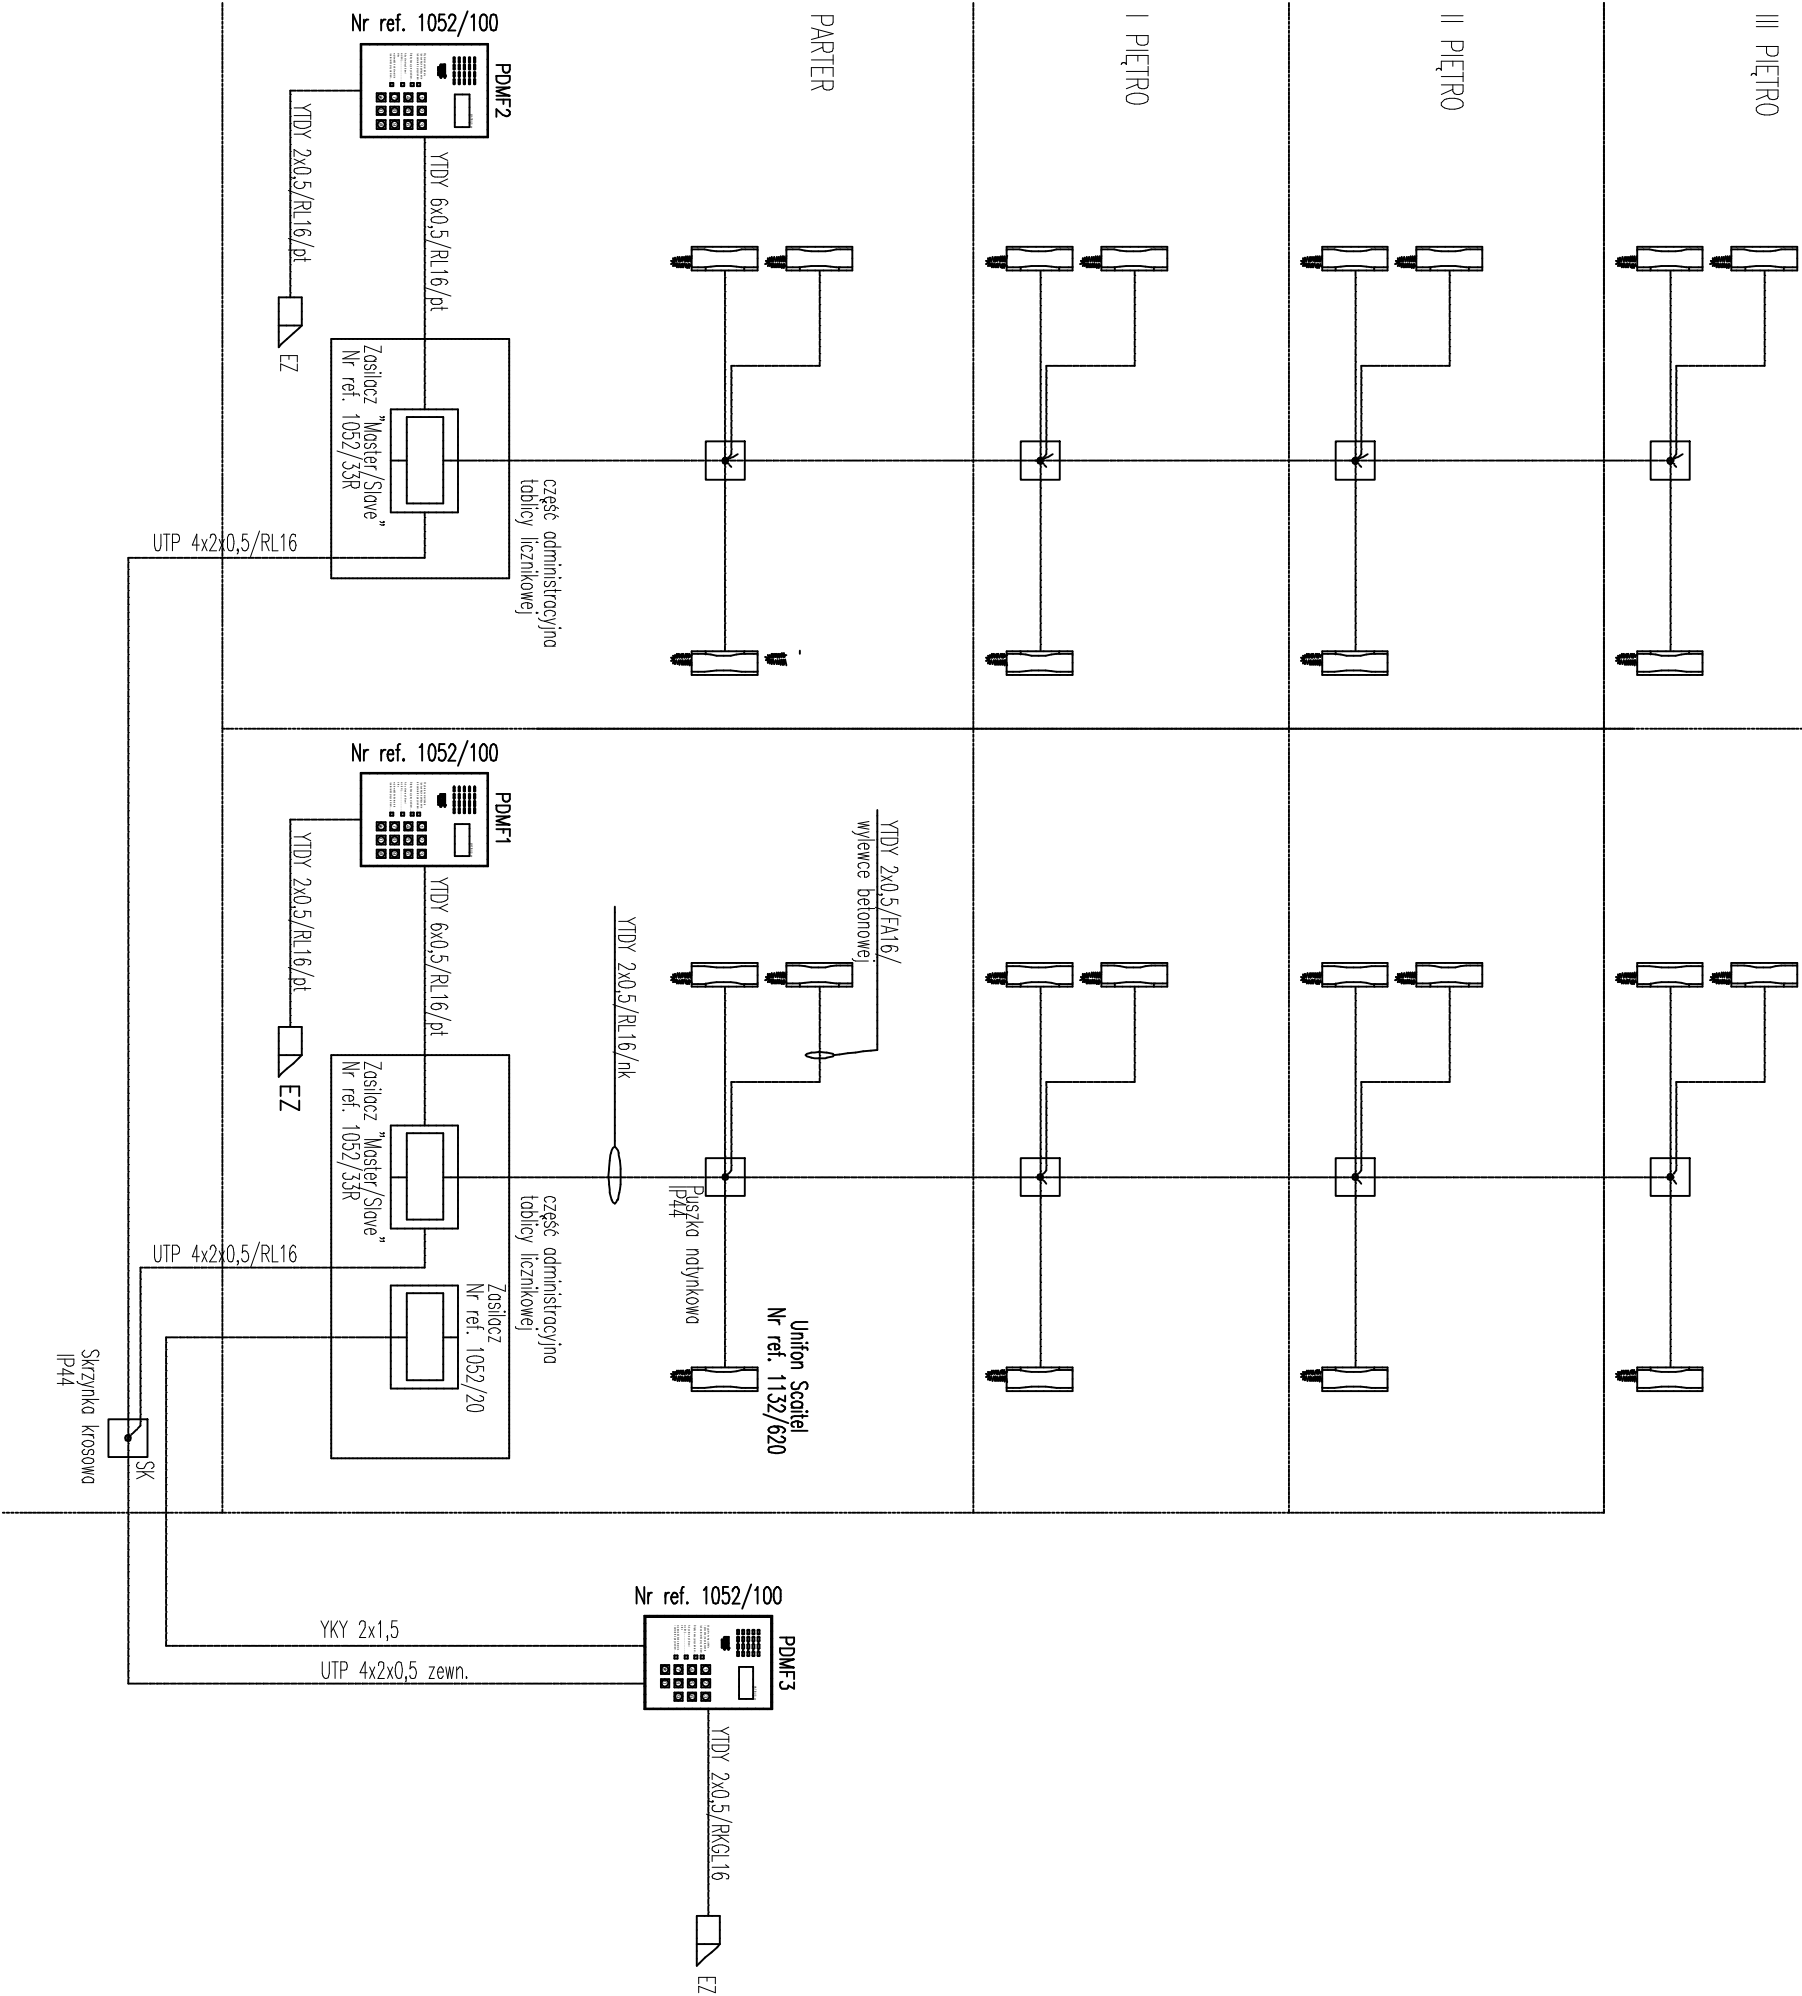 III PIĘTRO
II PIĘTRO
I PIĘTRO
PARTER
Nr ref. 1052/100
PDMF2
YTDY 2x0,5/RL16/pt
EZ
YTDY 6x0,5/RL16/pt
Zasilacz "Master/Slave"
Nr ref. 1052/33R
część administracyjna
tablicy licznikowej
UTP 4x2x0,5/RL16
Nr ref. 1052/100
PDMF1
YTDY 2x0,5/RL16/pt
EZ
YTDY 6x0,5/RL16/pt
Zasilacz "Master/Slave"
Nr ref. 1052/33R
część administracyjna
tablicy licznikowej
Zasilacz
Nr ref. 1052/20
UTP 4x2x0,5/RL16
YTDY 2x0,5/RL16/nk
YTDY 2x0,5/FA16/
wylewce betonowej
Puszka natynkowa
IP44
Unifon Scaitel
Nr ref. 1132/620
Skrzynka krosowa
IP44
SK
Nr ref. 1052/100
PDMF3
YKY 2x1,5
UTP 4x2x0,5 zewn.
YTDY 2x0,5/RKGL16
EZ